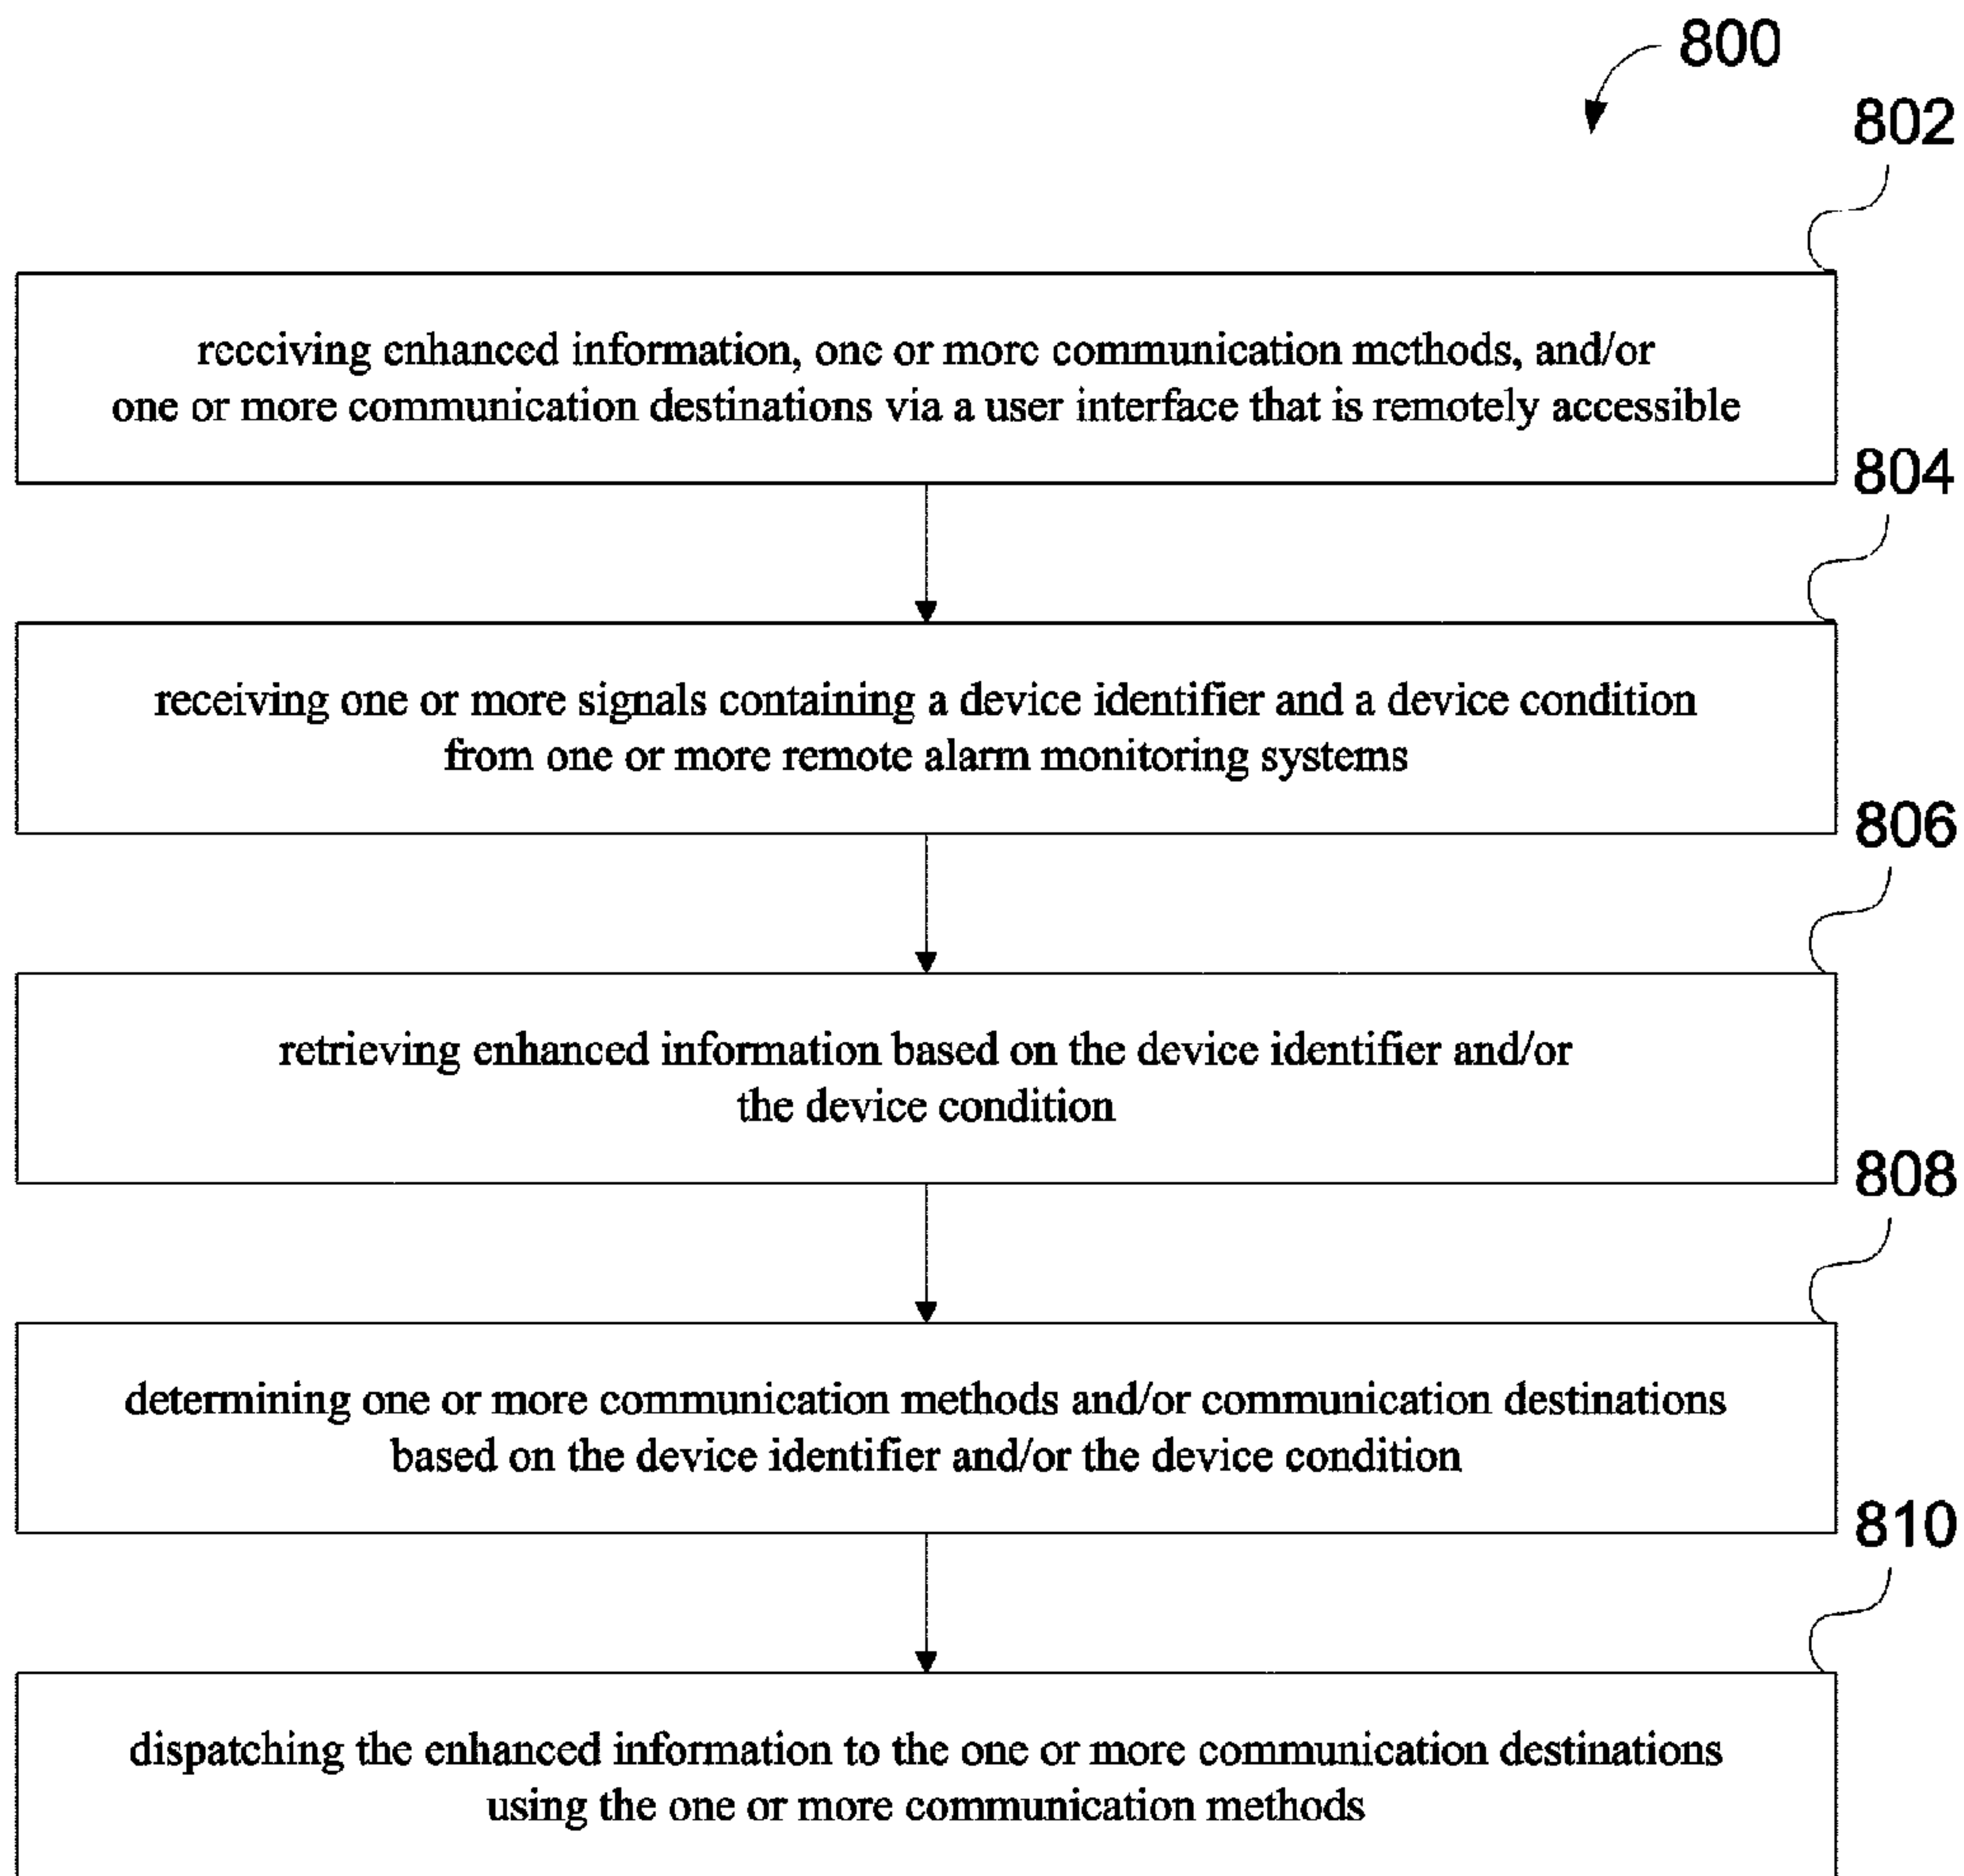 800
802
receiving enhanced information, one or more communication methods, and/or
one or more communication destinations via a user interface that is remotely accessible
804
receiving one or more signals containing a device identifier and a device condition
from one or more remote alarm monitoring systems
806
retrieving enhanced information based on the device identifier and/or
the device condition
808
determining one or more communication methods and/or communication destinations
based on the device identifier and/or the device condition
810
dispatching the enhanced information to the one or more communication destinations
using the one or more communication methods